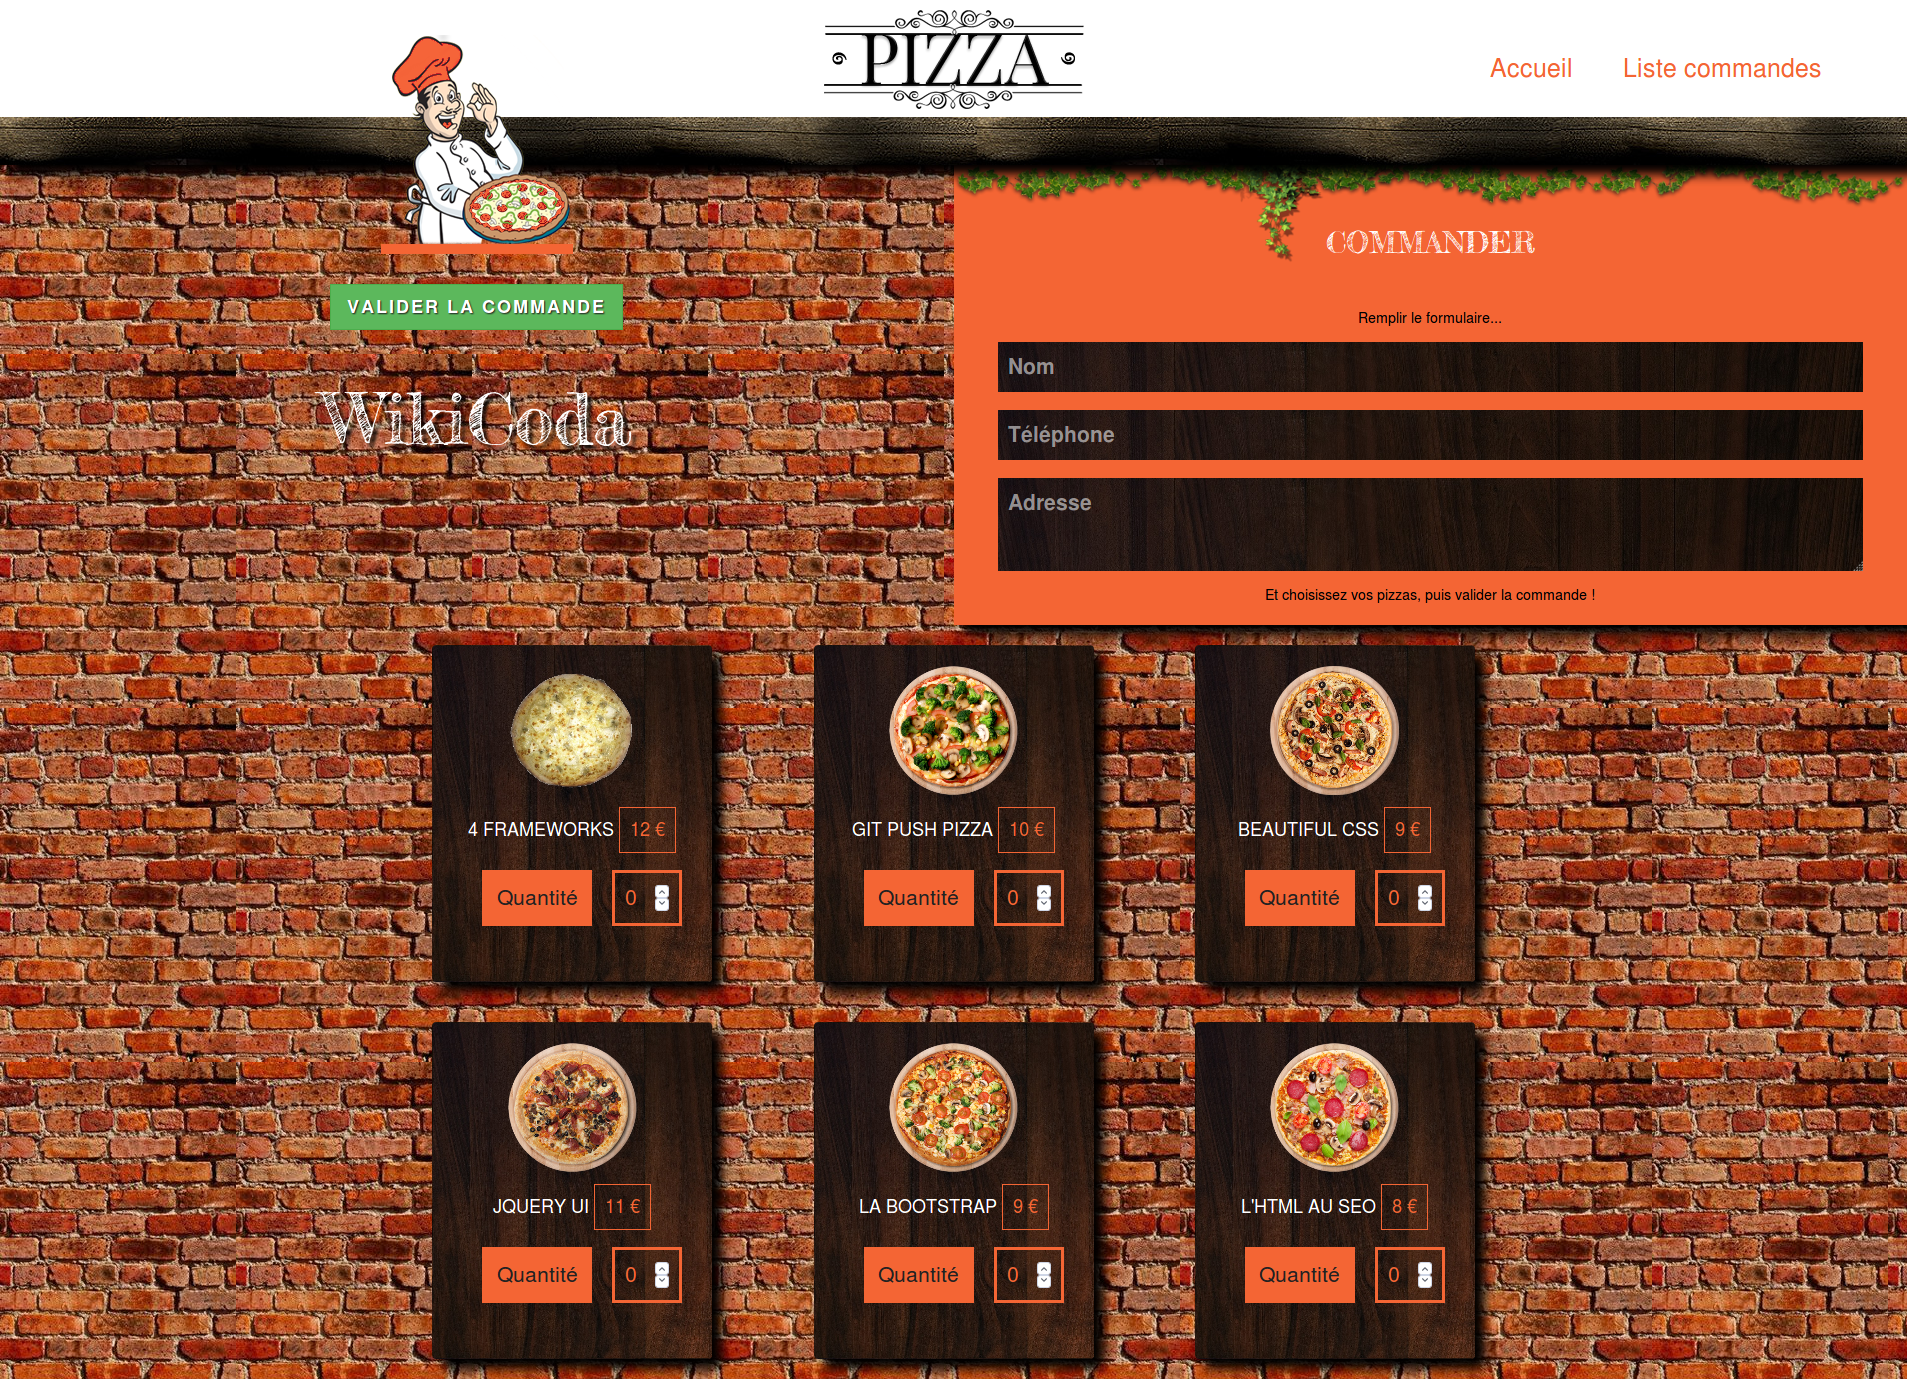 PIZZA
Accueil
Liste commandes
COMMANDER
VALIDER LA COMMANDE
Remplir le formulaire...
Nom
WikiCoda
Téléphone
Adresse
Et choisissez vos pizzas, puis valider la commande !
4 FRAMEWORKS 12 €
Quantité 0
GIT PUSH PIZZA 10 €
Quantité 0
BEAUTIFUL CSS 9 €
Quantité 0
JQUERY UI 11 €
Quantité 0
LA BOOTSTRAP 9 €
Quantité 0
L'HTML AU SEO 8 €
Quantité 0